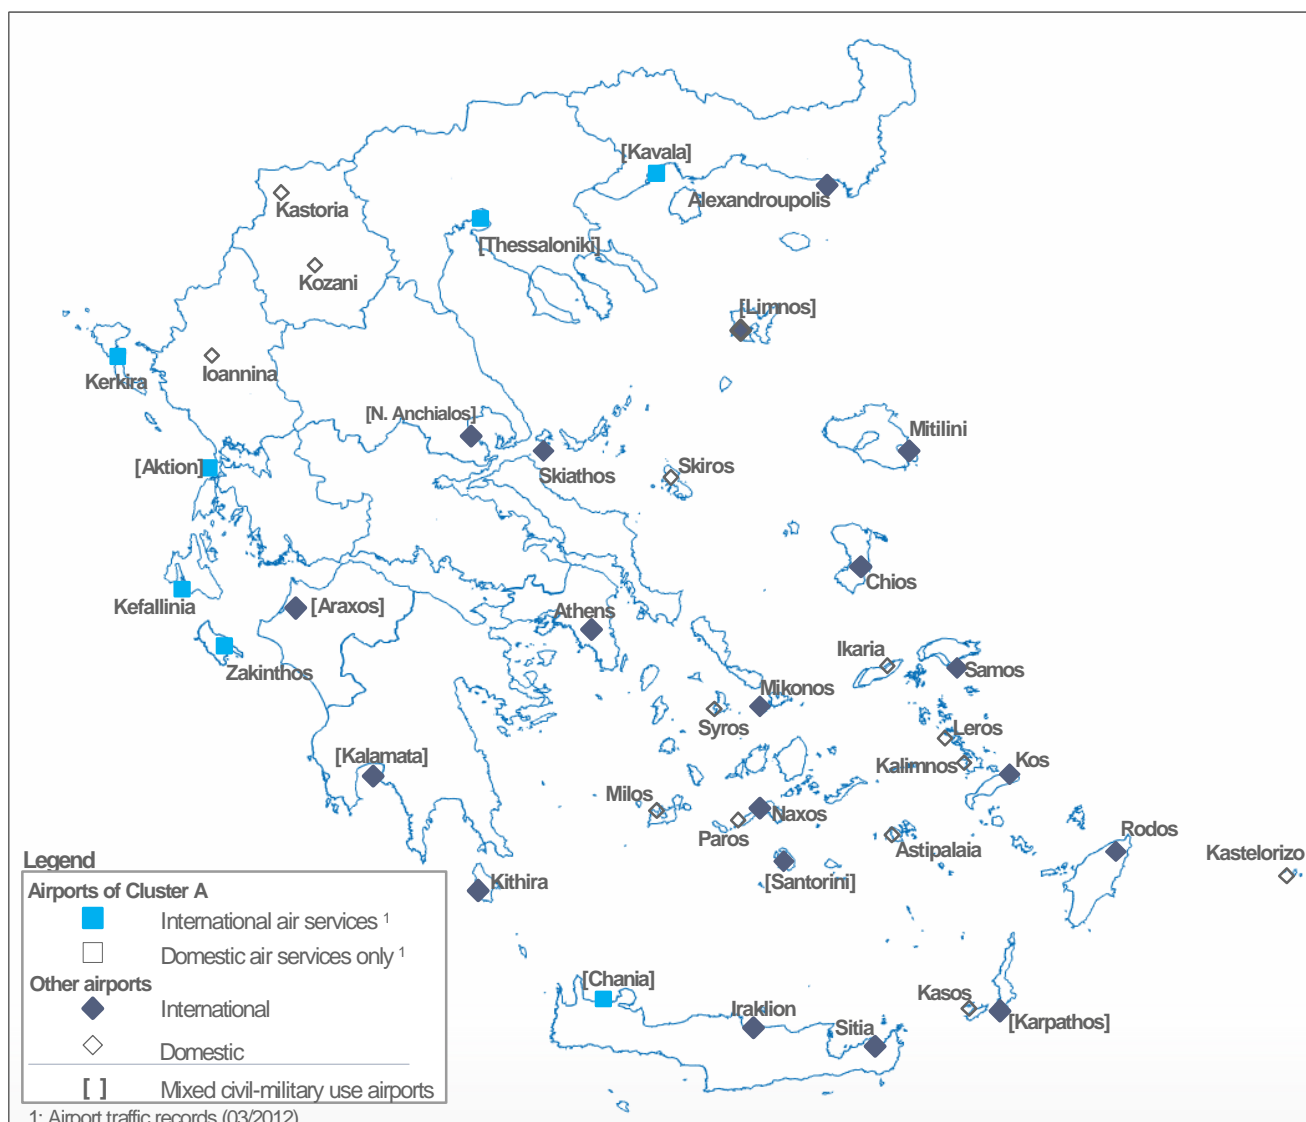 [Kavala]
Alexandroupolis
Kastoria
[Thessaloniki]
Kozani
[Limnos]
Ioannina
Kerkira
[N. Anchialos]
Mitilini
[Aktion]
Skiathos
Skiros
Chios
Kefallinia
[Araxos]
Athens
Ikaria
Zakinthos
Samos
Mikonos
Syros
Leros
[Kalamata]
Kalimnos
Kos
Milos
Naxos
Paros
Astipalaia
Rodos
Kastelorizo
[Santorini]
Kithira
[Chania]
Kasos
Iraklion
[Karpathos]
Sitia
Legend
Airports of Cluster A
International air services 1
Domestic air services only 1
Other airports
International
Domestic
[ ] Mixed civil-military use airports
1: Airport traffic records (03/2012)